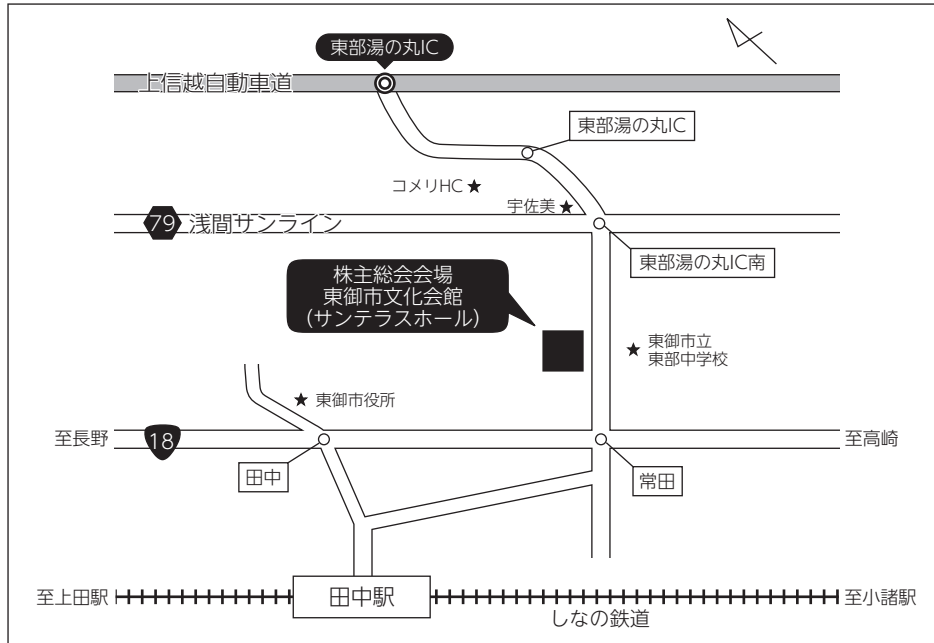 東部湯の丸IC
上信越自動車道
東部湯の丸IC
コメリHC ★
宇佐美 ★
79 浅間サンライン
東部湯の丸IC南
株主総会会場
東御市文化会館
(サンテラスホール)
★ 東御市立
東部中学校
★ 東御市役所
至長野
18
至高崎
田中
常田
至上田駅
田中駅
至小諸駅
しなの鉄道